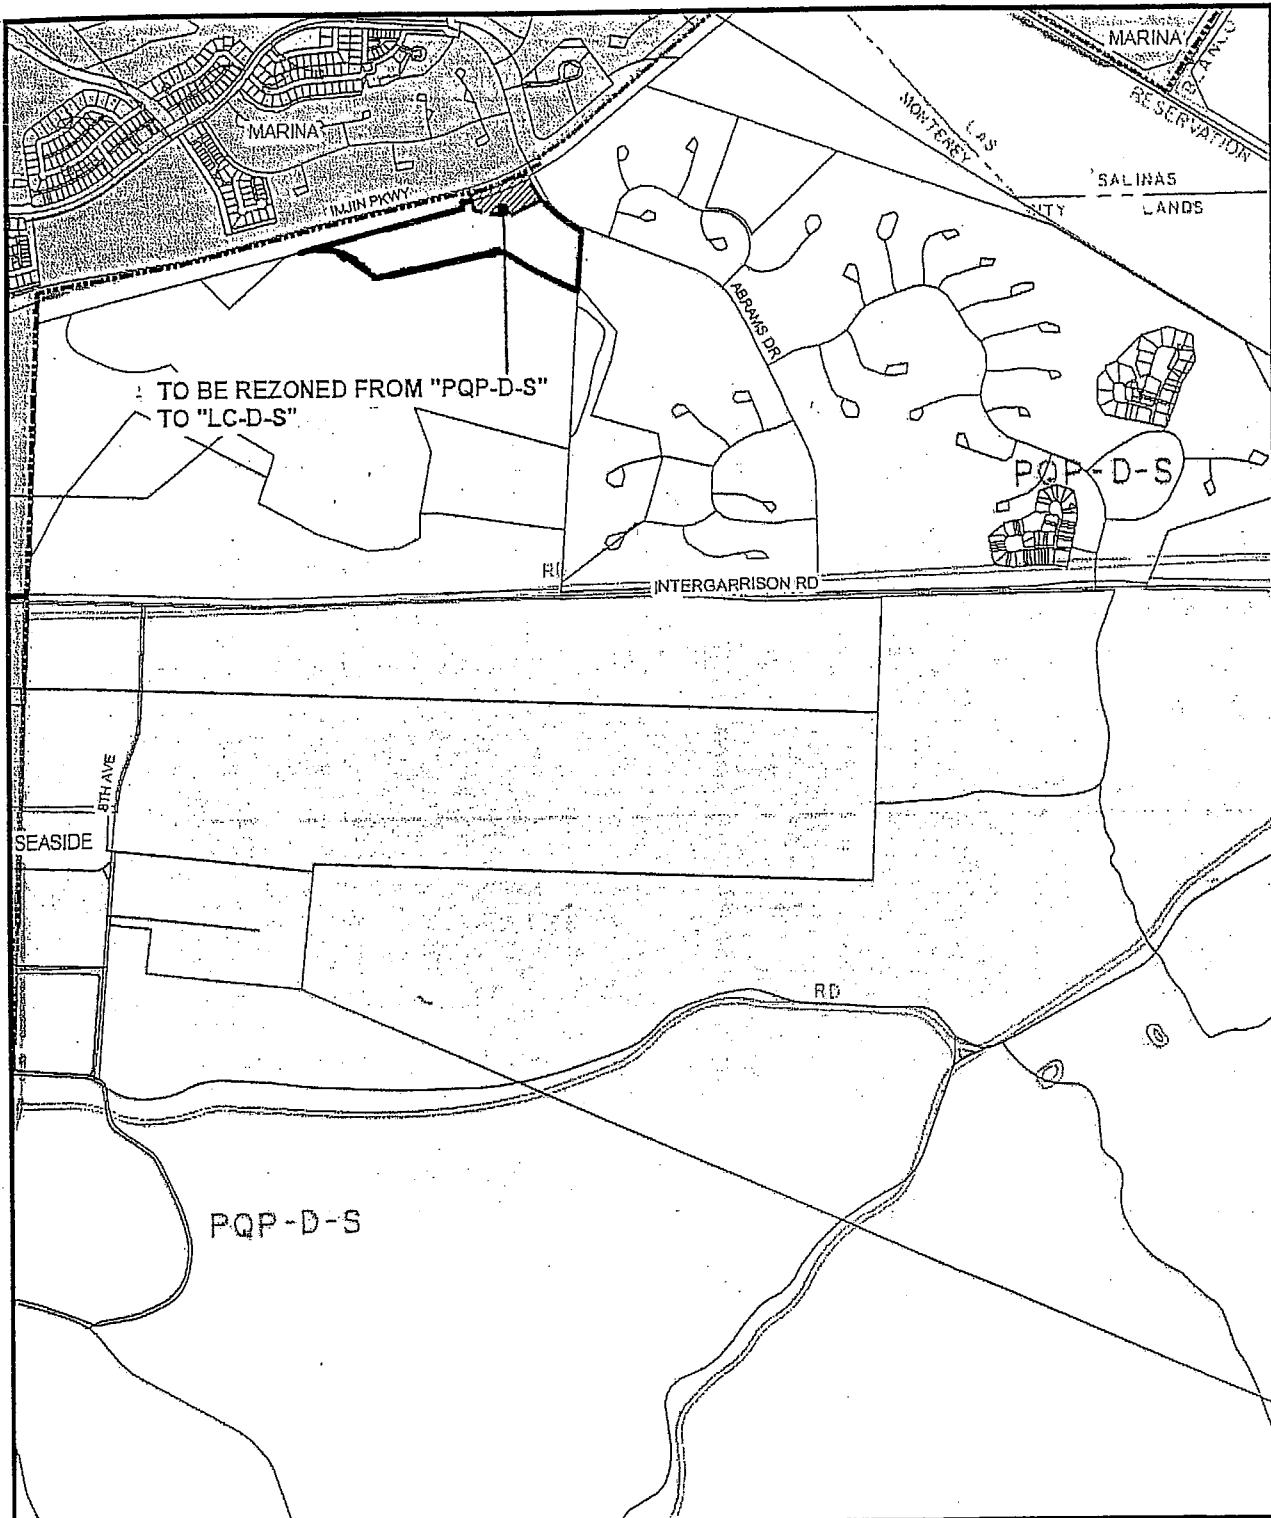 MARINA
BLANCO
RESERVATION
LAS
MONTEREY
MARINA
SALINAS
LANDS
IMJIN PKWY
ABRAMS DR
TO BE REZONED FROM "PQP-D-S"
TO "LC-D-S"
PQP-D-S
RD
INTERGARRISON RD
8TH AVE
SEASIDE
RD
PQP-D-S